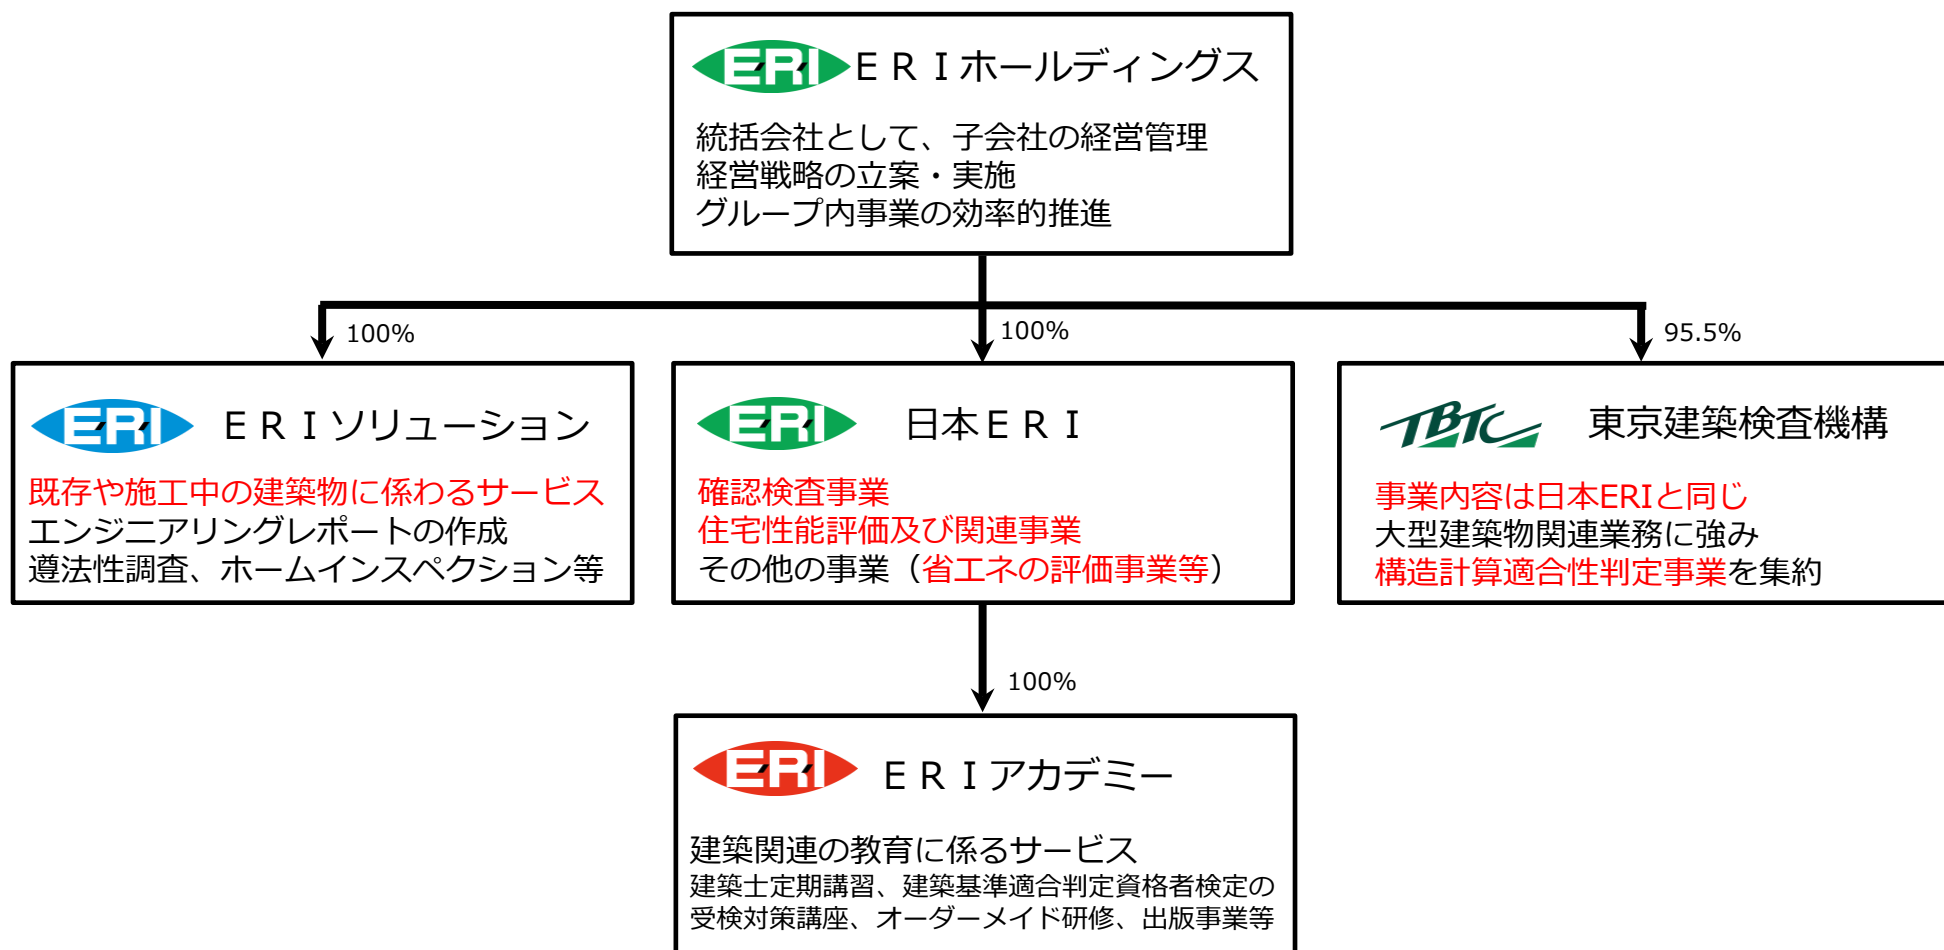 ERI ＥＲＩホールディングス
統括会社として、子会社の経営管理
経営戦略の立案・実施
グループ内事業の効率的推進
100%
100%
95.5%
ERI ＥＲＩソリューション
既存や施工中の建築物に係わるサービス
エンジニアリングレポートの作成
遵法性調査、ホームインスペクション等
ERI 日本ＥＲＩ
確認検査事業
住宅性能評価及び関連事業
その他の事業（省エネの評価事業等）
TBTC 東京建築検査機構
事業内容は日本ERIと同じ
大型建築物関連業務に強み
構造計算適合性判定事業を集約
100%
ERI ＥＲＩアカデミー
建築関連の教育に係るサービス
建築士定期講習、建築基準適合判定資格者検定の
受検対策講座、オーダーメイド研修、出版事業等